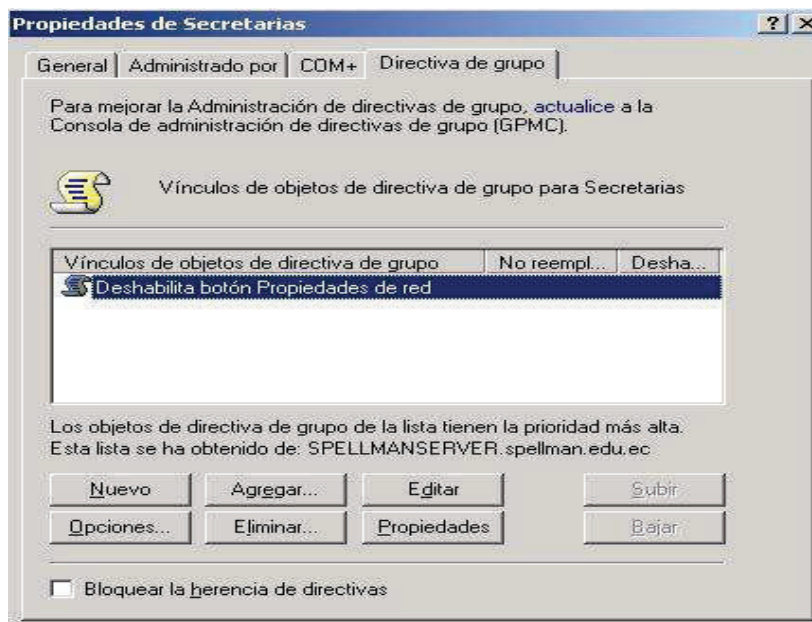 Propiedades de Secretarias
General Administrado por COM+ Directiva de grupo
Para mejorar la Administración de directivas de grupo, actualice a la
Consola de administración de directivas de grupo (GPMC).
Vínculos de objetos de directiva de grupo para Secretarias
Vínculos de objetos de directiva de grupo No reempl... Desha...
Deshabilita botón Propiedades de red
Los objetos de directiva de grupo de la lista tienen la prioridad más alta.
Esta lista se ha obtenido de: SPELLMANSERVER.spellman.edu.ec
Nuevo Agregar... Editar Subir
Opciones... Eliminar... Propiedades Bajar
Bloquear la herencia de directivas